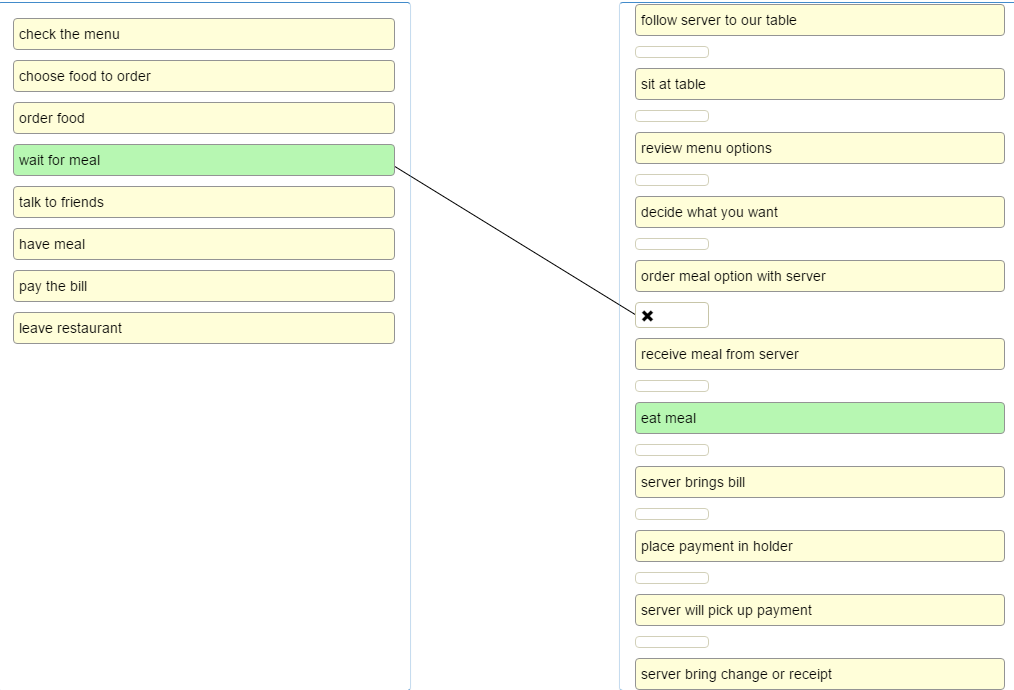 check the menu
choose food to order
order food
wait for meal
talk to friends
have meal
pay the bill
leave restaurant
follow server to our table
sit at table
review menu options
decide what you want
order meal option with server
receive meal from server
eat meal
server brings bill
place payment in holder
server will pick up payment
server bring change or receipt